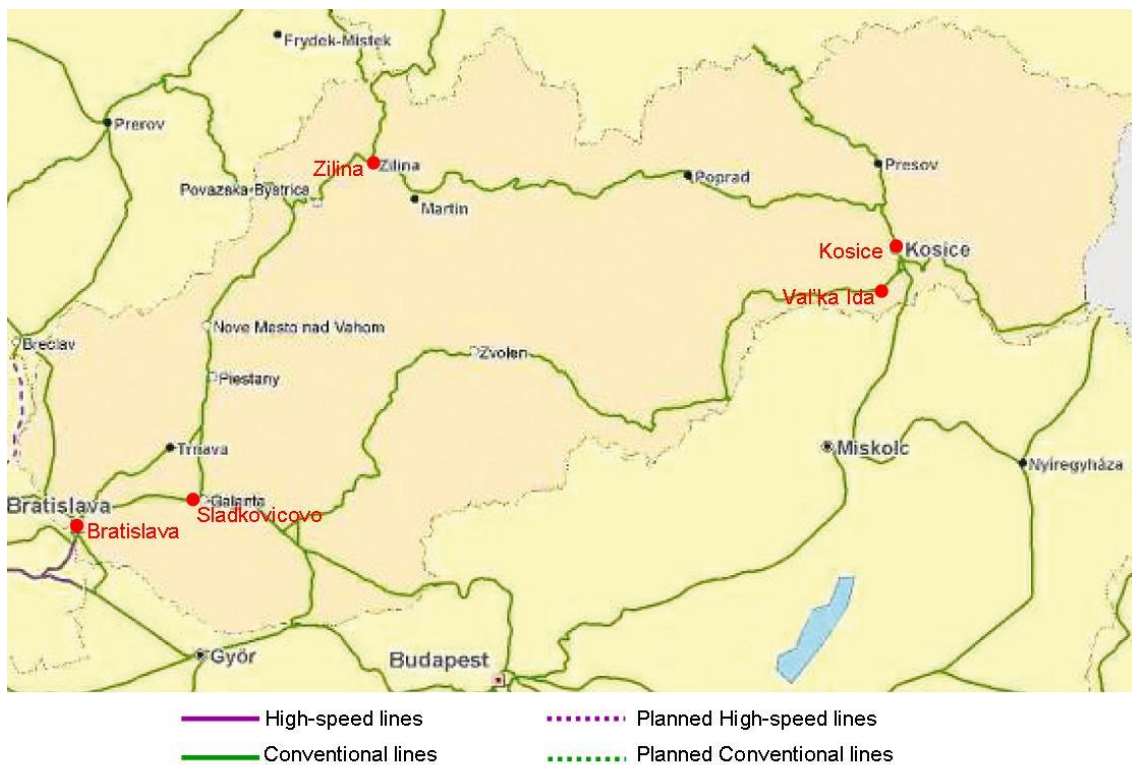 Frydek-Mistek
Prerov
Zilina
Zilina
Presov
Povazska-Bystrica
Poprad
Martin
Kosice
Kosice
Val'ka Ida
Nove Mesto nad Vahom
Breclav
Zvolen
Piestany
Trnava
Miskolc
Nyiregyháza
Bratislava
Galanta
Sladkovicovo
Bratislava
Györ
Budapest
High-speed lines
Planned High-speed lines
Conventional lines
Planned Conventional lines